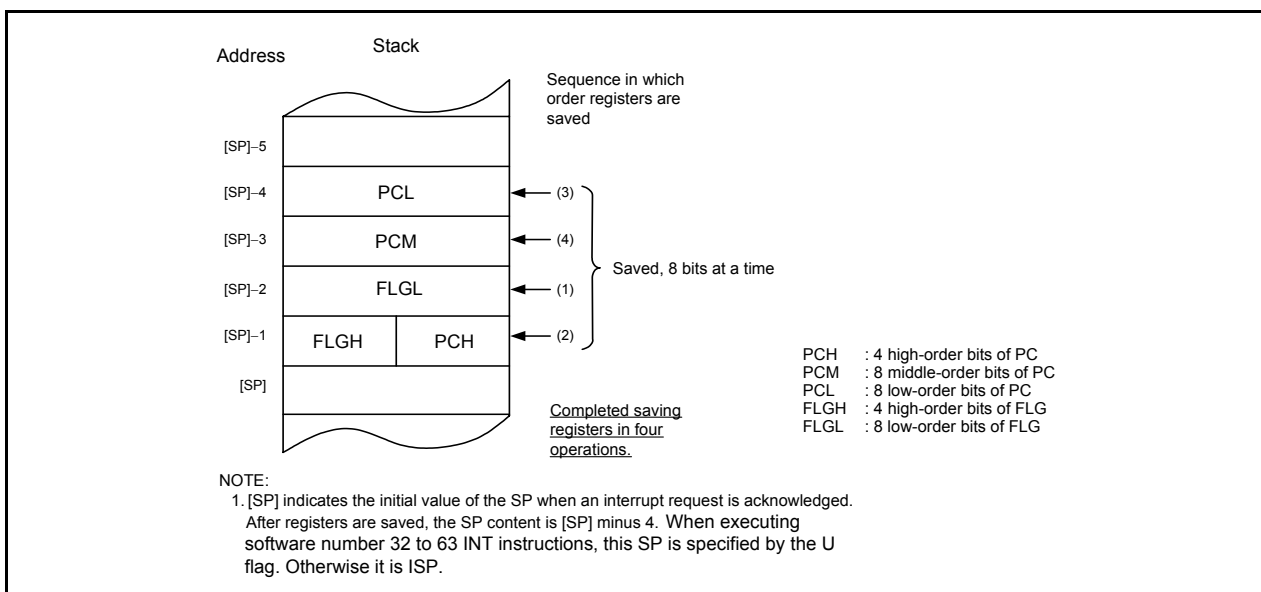 Address
Stack
Sequence in which
order registers are
saved
[SP]−5
[SP]−4
PCL
(3)
[SP]−3
PCM
(4)
Saved, 8 bits at a time
[SP]−2
FLGL
(1)
[SP]−1
FLGH
PCH
(2)
[SP]
Completed saving
registers in four
operations.
PCH : 4 high-order bits of PC
PCM : 8 middle-order bits of PC
PCL : 8 low-order bits of PC
FLGH : 4 high-order bits of FLG
FLGL : 8 low-order bits of FLG
NOTE:
1. [SP] indicates the initial value of the SP when an interrupt request is acknowledged.
After registers are saved, the SP content is [SP] minus 4. When executing
software number 32 to 63 INT instructions, this SP is specified by the U
flag. Otherwise it is ISP.